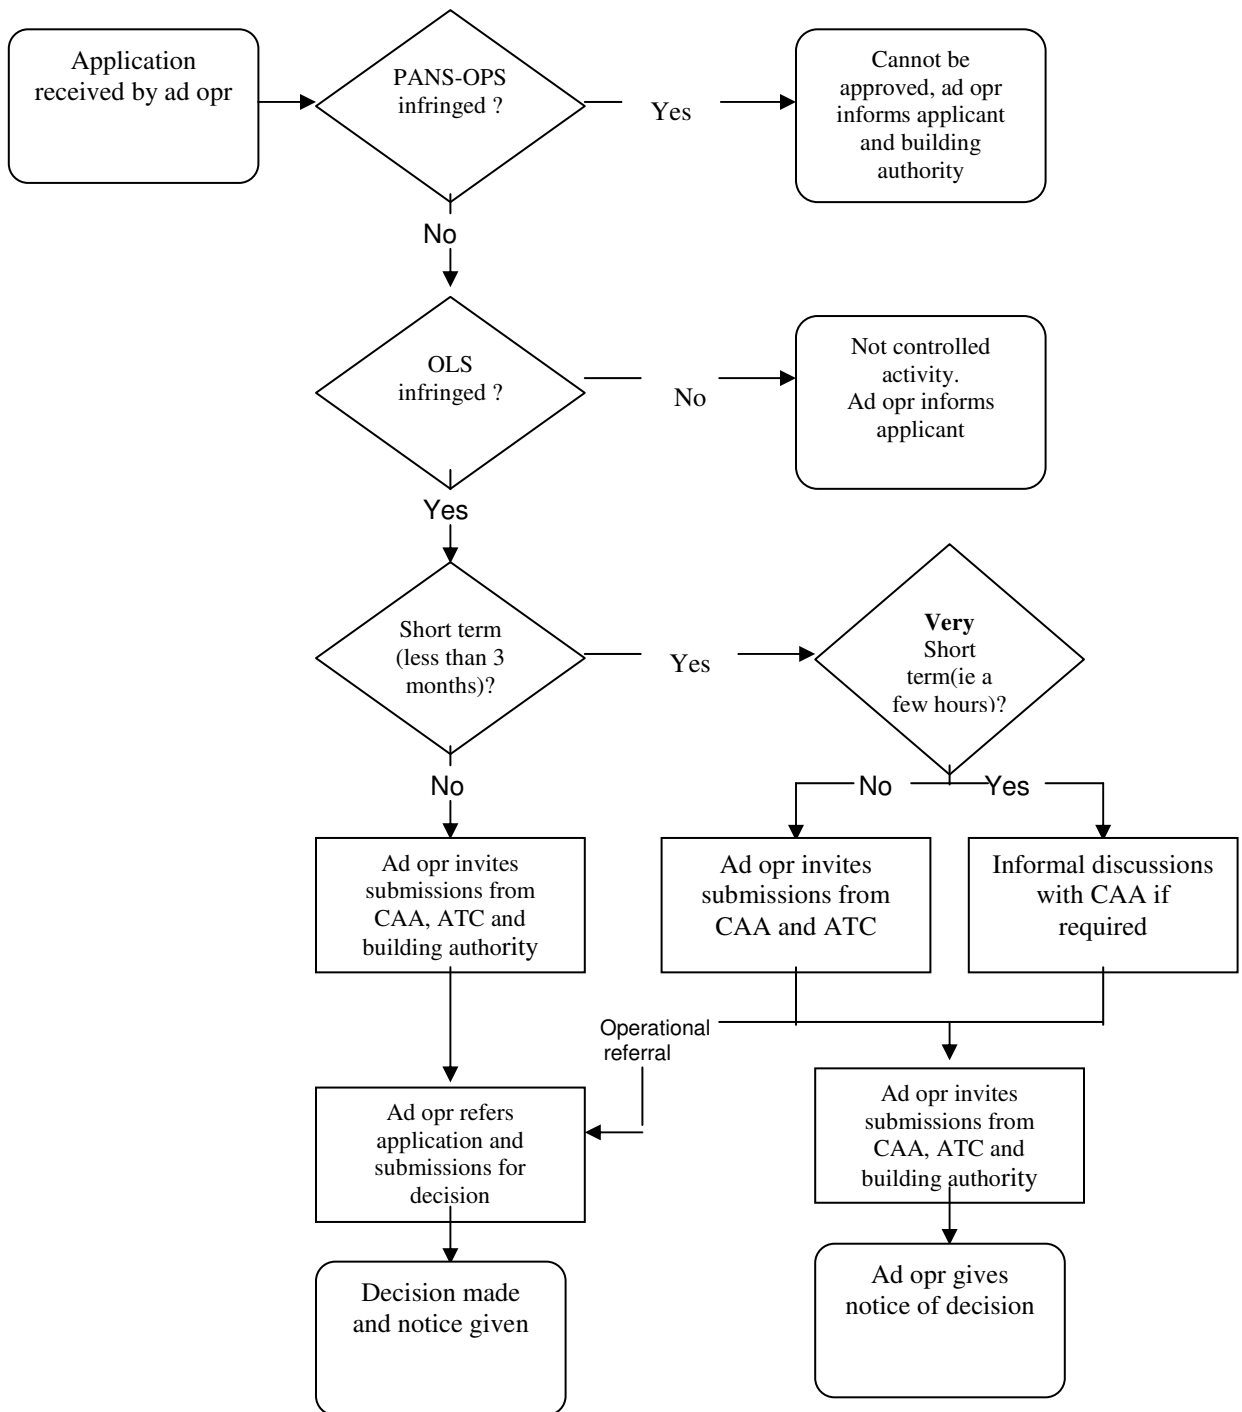 Application
received by ad opr
PANS-OPS
infringed ?
Yes
Cannot be
approved, ad opr
informs applicant
and building
authority
No
OLS
infringed ?
No
Not controlled
activity.
Ad opr informs
applicant
Yes
Short term
(less than 3
months)?
Yes
Very
Short
term(ie a
few hours)?
No
No
Yes
Ad opr invites
submissions from
CAA, ATC and
building authority
Ad opr invites
submissions from
CAA and ATC
Informal discussions
with CAA if
required
Operational
referral
Ad opr refers
application and
submissions for
decision
Ad opr invites
submissions from
CAA, ATC and
building authority
Decision made
and notice given
Ad opr gives
notice of decision